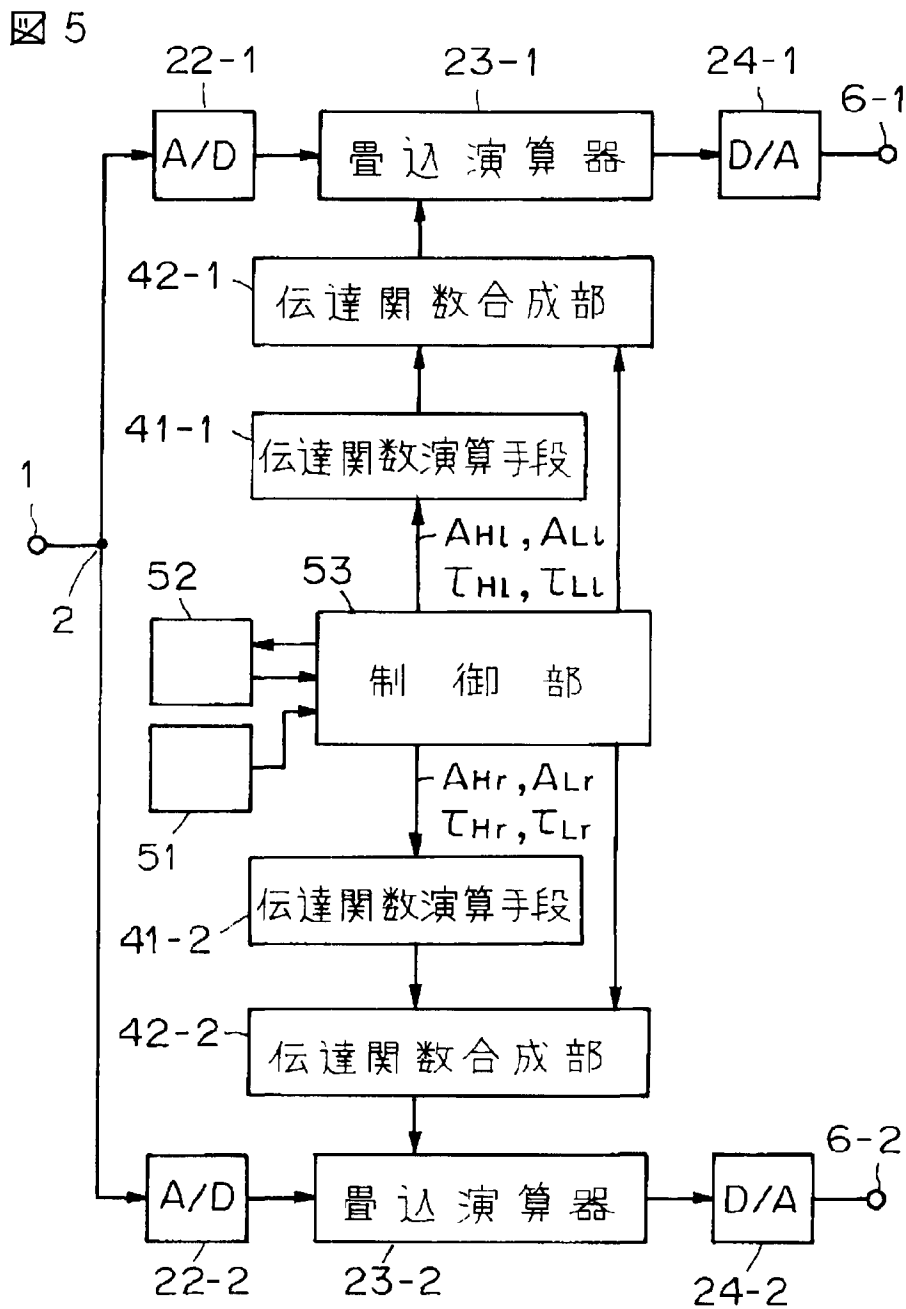 図 5
22-1
23-1
24-1
6-1
A/D
畳込演算器
D/A
42-1
伝達関数合成部
41-1
伝達関数演算手段
1
2
AHl, ALl
τHl, τLl
52
53
制御部
51
AHr, ALr
τHr, τLr
伝達関数演算手段
41-2
42-2
伝達関数合成部
6-2
A/D
畳込演算器
D/A
22-2
23-2
24-2